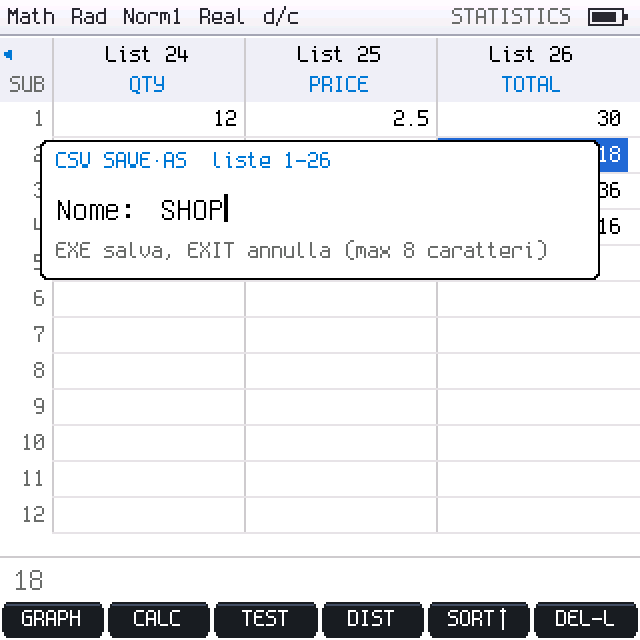 Math Rad Norm1 Real d/c STATISTICS
List 24 List 25 List 26
SUB QTY PRICE TOTAL
1 12 2.5 30
18
CSV SAVE·AS liste 1-26
36
Nome: SHOP
16
EXE salva, EXIT annulla (max 8 caratteri)
6
7
8
9
10
11
12
18
GRAPH CALC TEST DIST SORT↑ DEL-L